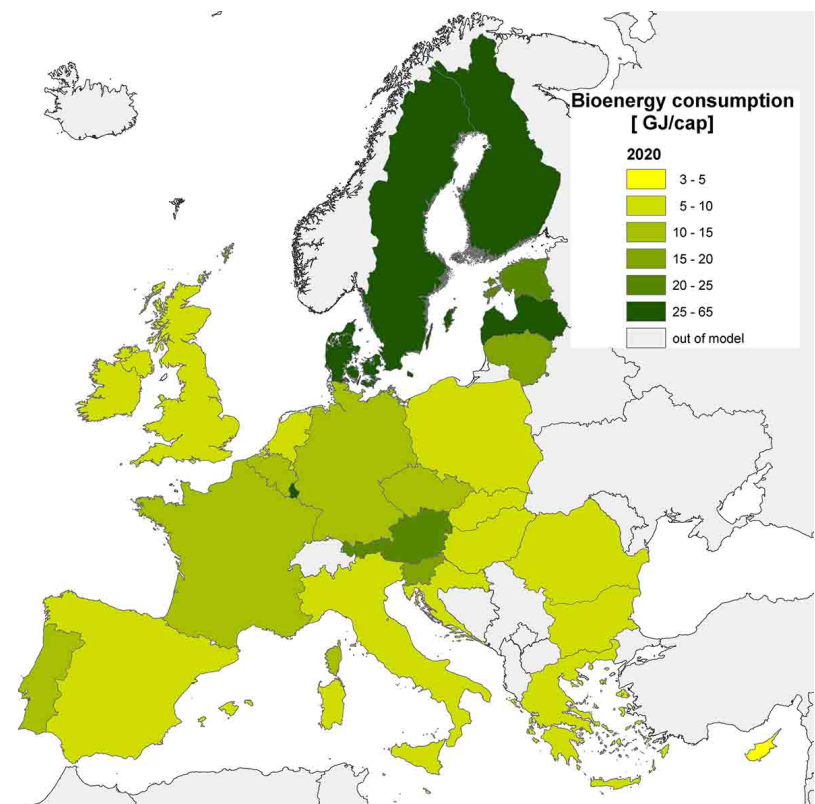 Bioenergy consumption
[ GJ/cap]
2020
3 - 5
5 - 10
10 - 15
15 - 20
20 - 25
25 - 65
out of model